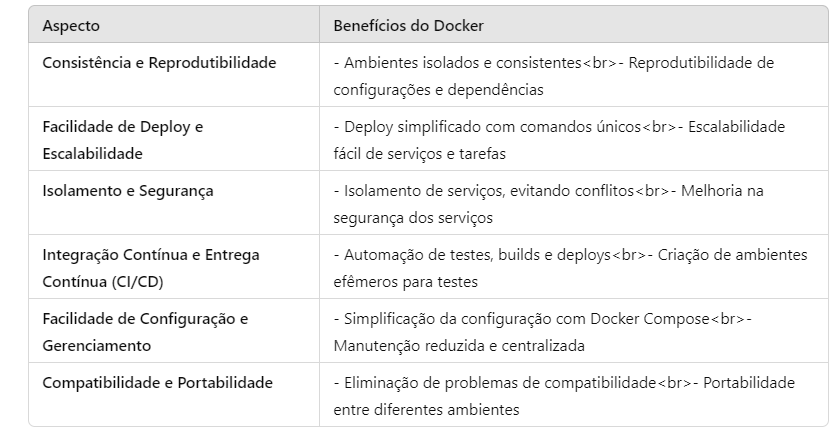 Aspecto
Benefícios do Docker
Consistência e Reprodutibilidade
- Ambientes isolados e consistentes<br>- Reprodutibilidade de
configurações e dependências
Facilidade de Deploy e
Escalabilidade
- Deploy simplificado com comandos únicos<br>- Escalabilidade
fácil de serviços e tarefas
Isolamento e Segurança
- Isolamento de serviços, evitando conflitos<br>- Melhoria na
segurança dos serviços
Integração Contínua e Entrega
Contínua (CI/CD)
- Automação de testes, builds e deploys<br>- Criação de ambientes
efêmeros para testes
Facilidade de Configuração e
Gerenciamento
- Simplificação da configuração com Docker Compose<br>-
Manutenção reduzida e centralizada
Compatibilidade e Portabilidade
- Eliminação de problemas de compatibilidade<br>- Portabilidade
entre diferentes ambientes